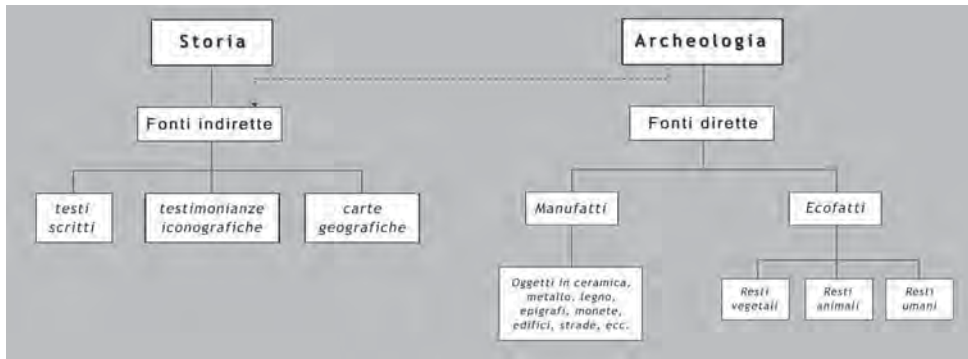 Storia
Archeologia
Fonti indirette
Fonti dirette
testi
scritti
testimonianze
iconografiche
carte
geografiche
Manufatti
Ecofatti
Oggetti in ceramica,
metallo, legno,
epigrafi, monete,
edifici, strade, ecc.
Resti
vegetali
Resti
animali
Resti
umani